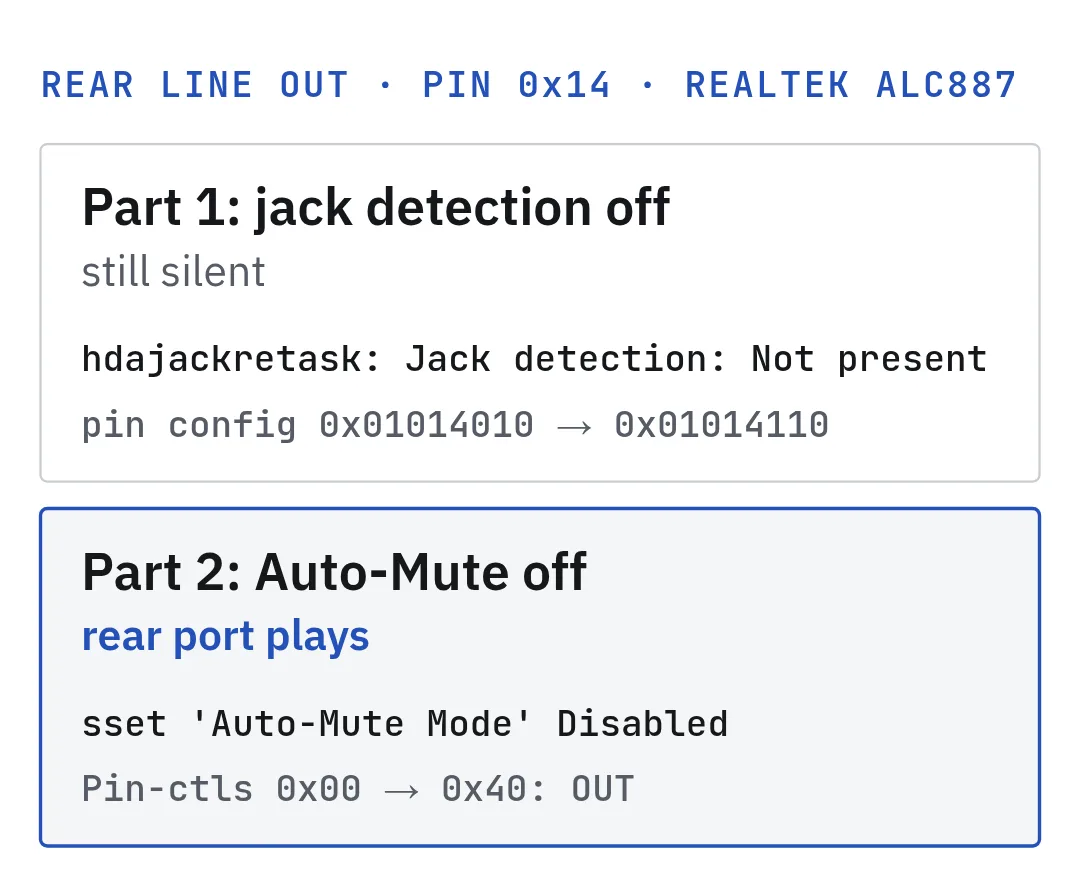 REAR LINE OUT · PIN 0x14 · REALTEK ALC887
Part 1: jack detection off
still silent
hdajackretask: Jack detection: Not present
pin config 0x01014010 → 0x01014110
Part 2: Auto-Mute off
rear port plays
sset 'Auto-Mute Mode' Disabled
Pin-ctls 0x00 → 0x40: OUT